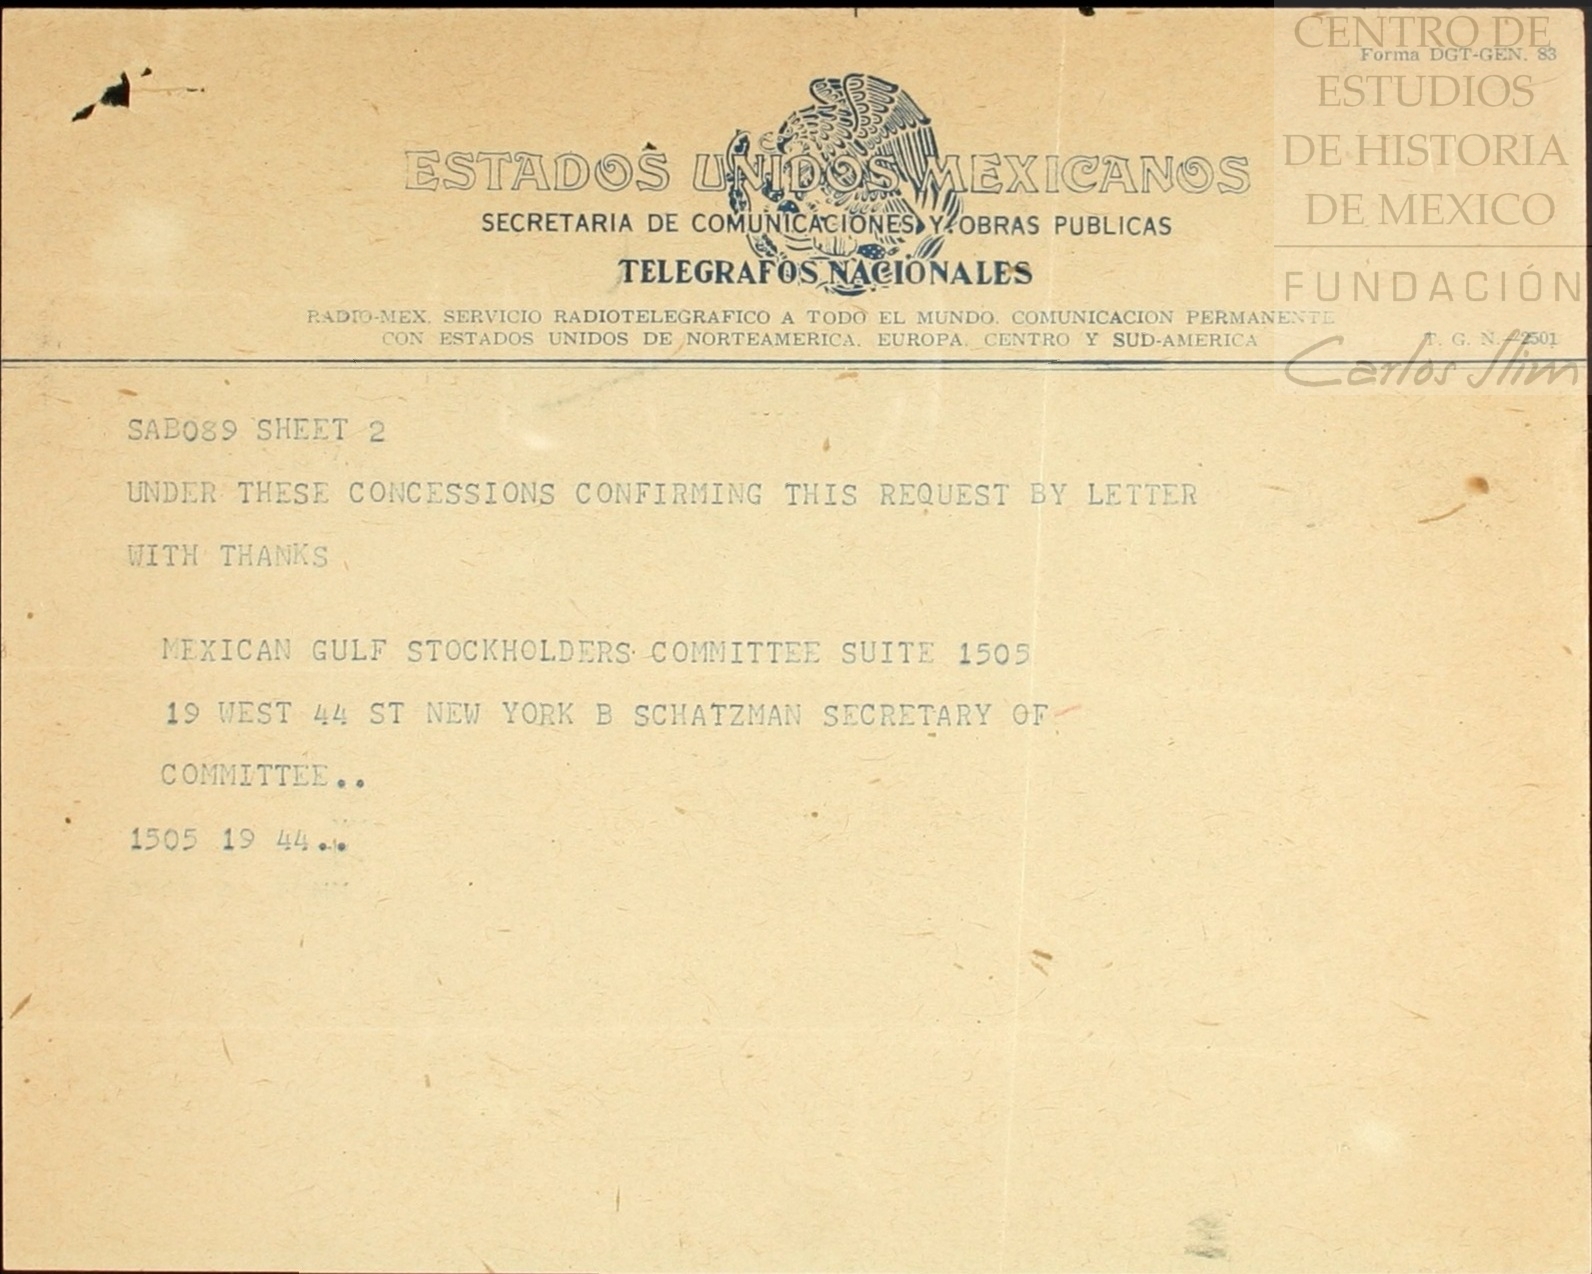 Forma DGT-GEN. 83
ESTADOS UNIDOS MEXICANOS
SECRETARIA DE COMUNICACIONES Y OBRAS PUBLICAS
TELEGRAFOS NACIONALES
RADIO-MEX. SERVICIO RADIOTELEGRAFICO A TODO EL MUNDO. COMUNICACION PERMANENTE
CON ESTADOS UNIDOS DE NORTEAMERICA. EUROPA. CENTRO Y SUD-AMERICA
T. G. N.—2501
CENTRO DE
ESTUDIOS
DE HISTORIA
DE MEXICO
FUNDACIÓN
Carlos Slim
SAB089 SHEET 2
UNDER THESE CONCESSIONS CONFIRMING THIS REQUEST BY LETTER
WITH THANKS
MEXICAN GULF STOCKHOLDERS COMMITTEE SUITE 1505
19 WEST 44 ST NEW YORK B SCHATZMAN SECRETARY OF
COMMITTEE..
1505 19 44..